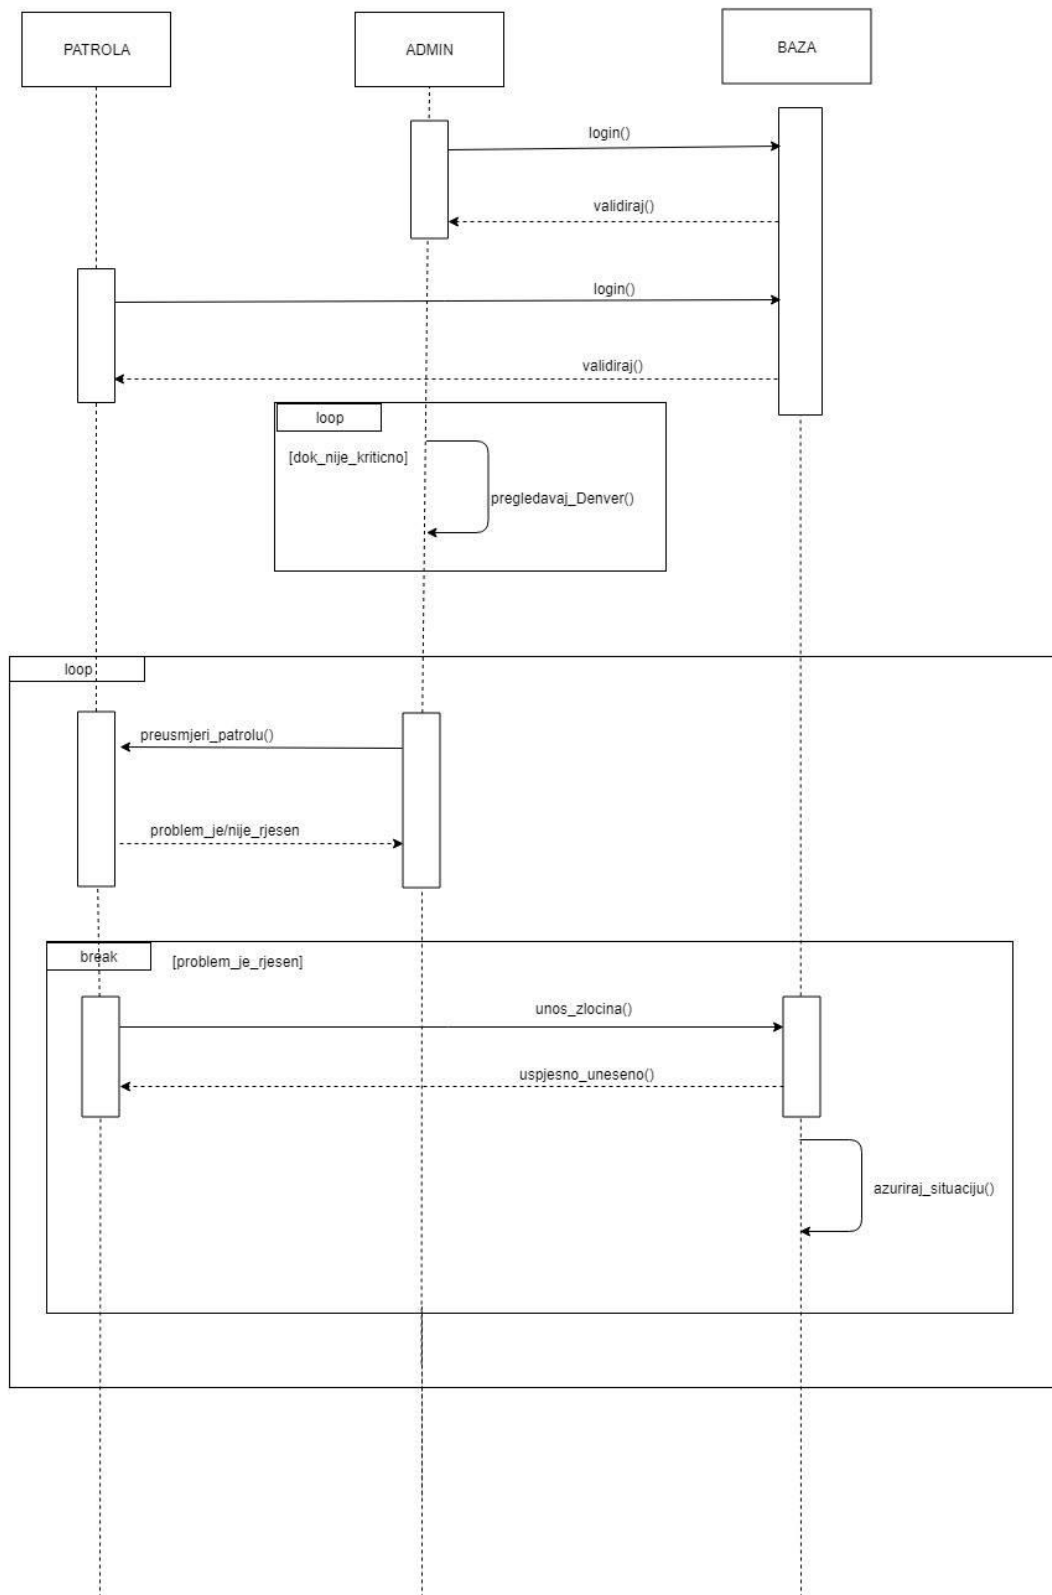 PATROLA
ADMIN
BAZA
login()
validiraj()
login()
validiraj()
loop
[dok_nije_kriticno]
pregledavaj_Denver()
loop
preusmjeri_patrolu()
problem_je/nije_rjesen
break
[problem_je_rjesen]
unos_zlocina()
uspjesno_uneseno()
azuriraj_situaciju()